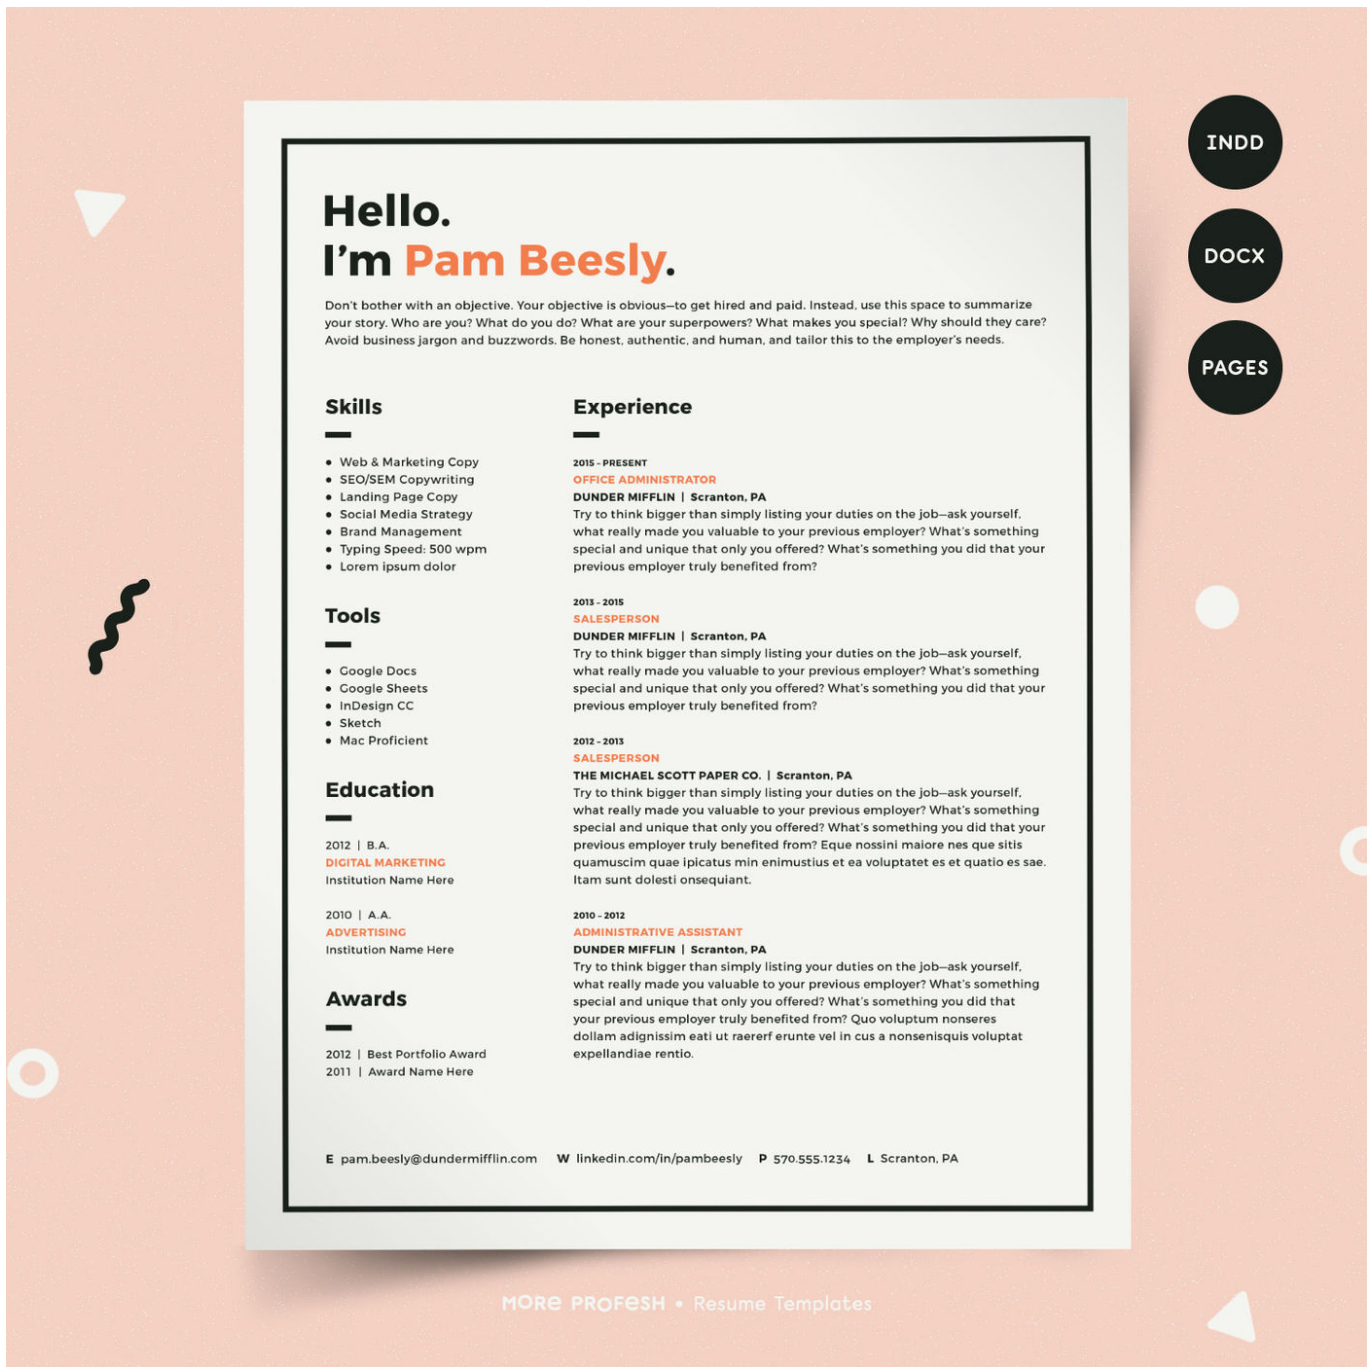 Hello.
I'm Pam Beesly.
Don't bother with an objective. Your objective is obvious—to get hired and paid. Instead, use this space to summarize
your story. Who are you? What do you do? What are your superpowers? What makes you special? Why should they care?
Avoid business jargon and buzzwords. Be honest, authentic, and human, and tailor this to the employer's needs.
Skills
• Web & Marketing Copy
• SEO/SEM Copywriting
• Landing Page Copy
• Social Media Strategy
• Brand Management
• Typing Speed: 500 wpm
• Lorem ipsum dolor
Tools
• Google Docs
• Google Sheets
• InDesign CC
• Sketch
• Mac Proficient
Education
2012 | B.A.
DIGITAL MARKETING
Institution Name Here
2010 | A.A.
ADVERTISING
Institution Name Here
Awards
2012 | Best Portfolio Award
2011 | Award Name Here
Experience
2015 – PRESENT
OFFICE ADMINISTRATOR
DUNDER MIFFLIN | Scranton, PA
Try to think bigger than simply listing your duties on the job—ask yourself,
what really made you valuable to your previous employer? What's something
special and unique that only you offered? What's something you did that your
previous employer truly benefited from?
2013 – 2015
SALESPERSON
DUNDER MIFFLIN | Scranton, PA
Try to think bigger than simply listing your duties on the job—ask yourself,
what really made you valuable to your previous employer? What's something
special and unique that only you offered? What's something you did that your
previous employer truly benefited from?
2012 – 2013
SALESPERSON
THE MICHAEL SCOTT PAPER CO. | Scranton, PA
Try to think bigger than simply listing your duties on the job—ask yourself,
what really made you valuable to your previous employer? What's something
special and unique that only you offered? What's something you did that your
previous employer truly benefited from? Eque nossini maiore nes que sitis
quamuscim quae ipicatus min enimustius et ea voluptatet es et quatio es sae.
Itam sunt dolesti onsequiant.
2010 – 2012
ADMINISTRATIVE ASSISTANT
DUNDER MIFFLIN | Scranton, PA
Try to think bigger than simply listing your duties on the job—ask yourself,
what really made you valuable to your previous employer? What's something
special and unique that only you offered? What's something you did that
your previous employer truly benefited from? Quo voluptum nonseres
dollam adignissim eati ut raererf erunte vel in cus a nonsenisquis voluptat
expellandiae rentio.
E pam.beesly@dundermifflin.com W linkedin.com/in/pambeesly P 570.555.1234 L Scranton, PA
INDD
DOCX
PAGES
MORE PROFESH • Resume Templates